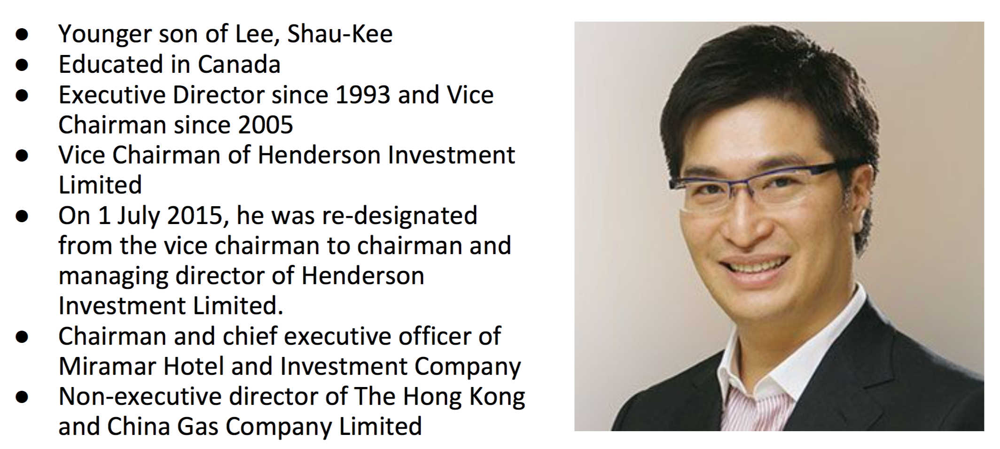 ● Younger son of Lee, Shau-Kee
● Educated in Canada
● Executive Director since 1993 and Vice
Chairman since 2005
● Vice Chairman of Henderson Investment
Limited
● On 1 July 2015, he was re-designated
from the vice chairman to chairman and
managing director of Henderson
Investment Limited.
● Chairman and chief executive officer of
Miramar Hotel and Investment Company
● Non-executive director of The Hong Kong
and China Gas Company Limited